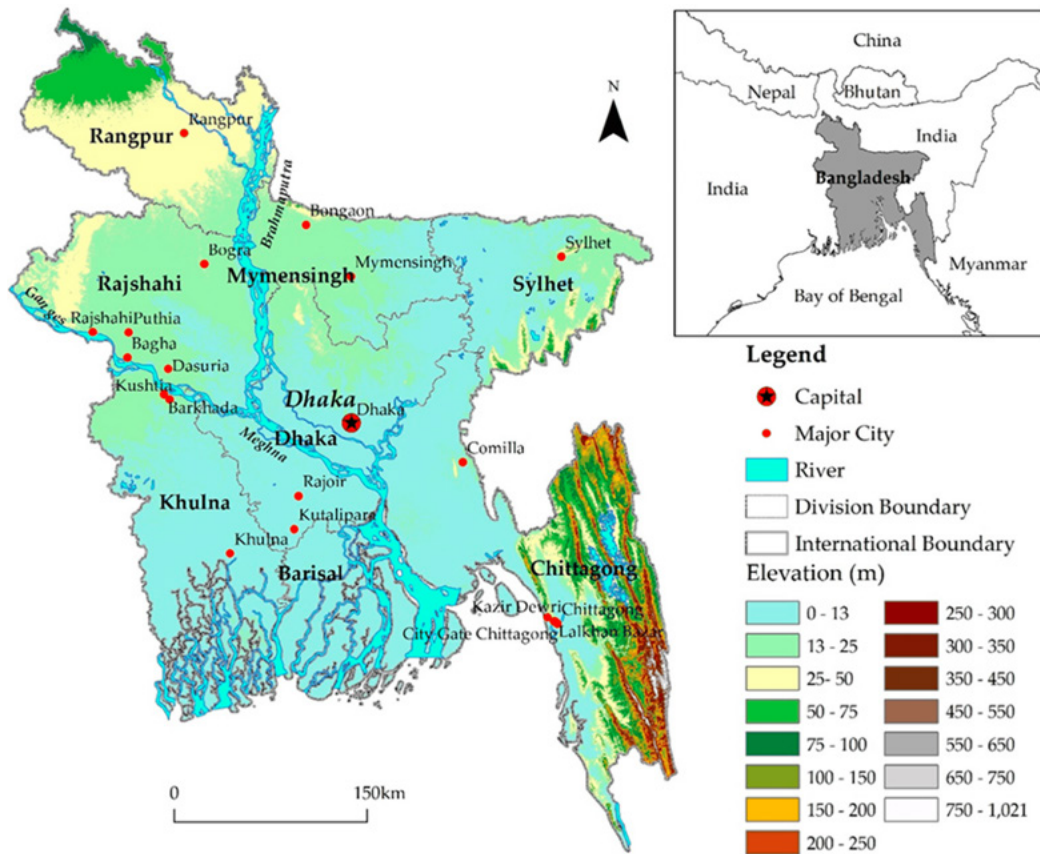 Rangpur
Rangpur
Brahmaputra
Bongaon
Bogra
Mymensingh
Mymensingh
Sylhet
Sylhet
Rajshahi
Ganges
Rajshahi
Puthia
Bagha
Dasuria
Kushtia
Barkhada
Dhaka
Dhaka
Dhaka
Meghna
Comilla
Khulna
Rajoir
Kutalipara
Khulna
Barisal
Chittagong
Kazir Dewri
Chittagong
City Gate Chittagong
Lalkhan Bazar
0
150km
N
China
Nepal
Bhutan
India
India
Bangladesh
Myanmar
Bay of Bengal
Legend
Capital
Major City
River
Division Boundary
International Boundary
Elevation (m)
0 - 13
13 - 25
25- 50
50 - 75
75 - 100
100 - 150
150 - 200
200 - 250
250 - 300
300 - 350
350 - 450
450 - 550
550 - 650
650 - 750
750 - 1,021